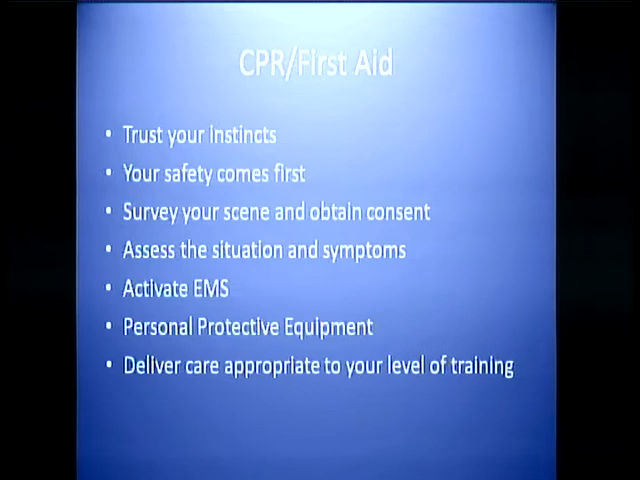 CPR/First Aid
• Trust your instincts
• Your safety comes first
• Survey your scene and obtain consent
• Assess the situation and symptoms
• Activate EMS
• Personal Protective Equipment
• Deliver care appropriate to your level of training